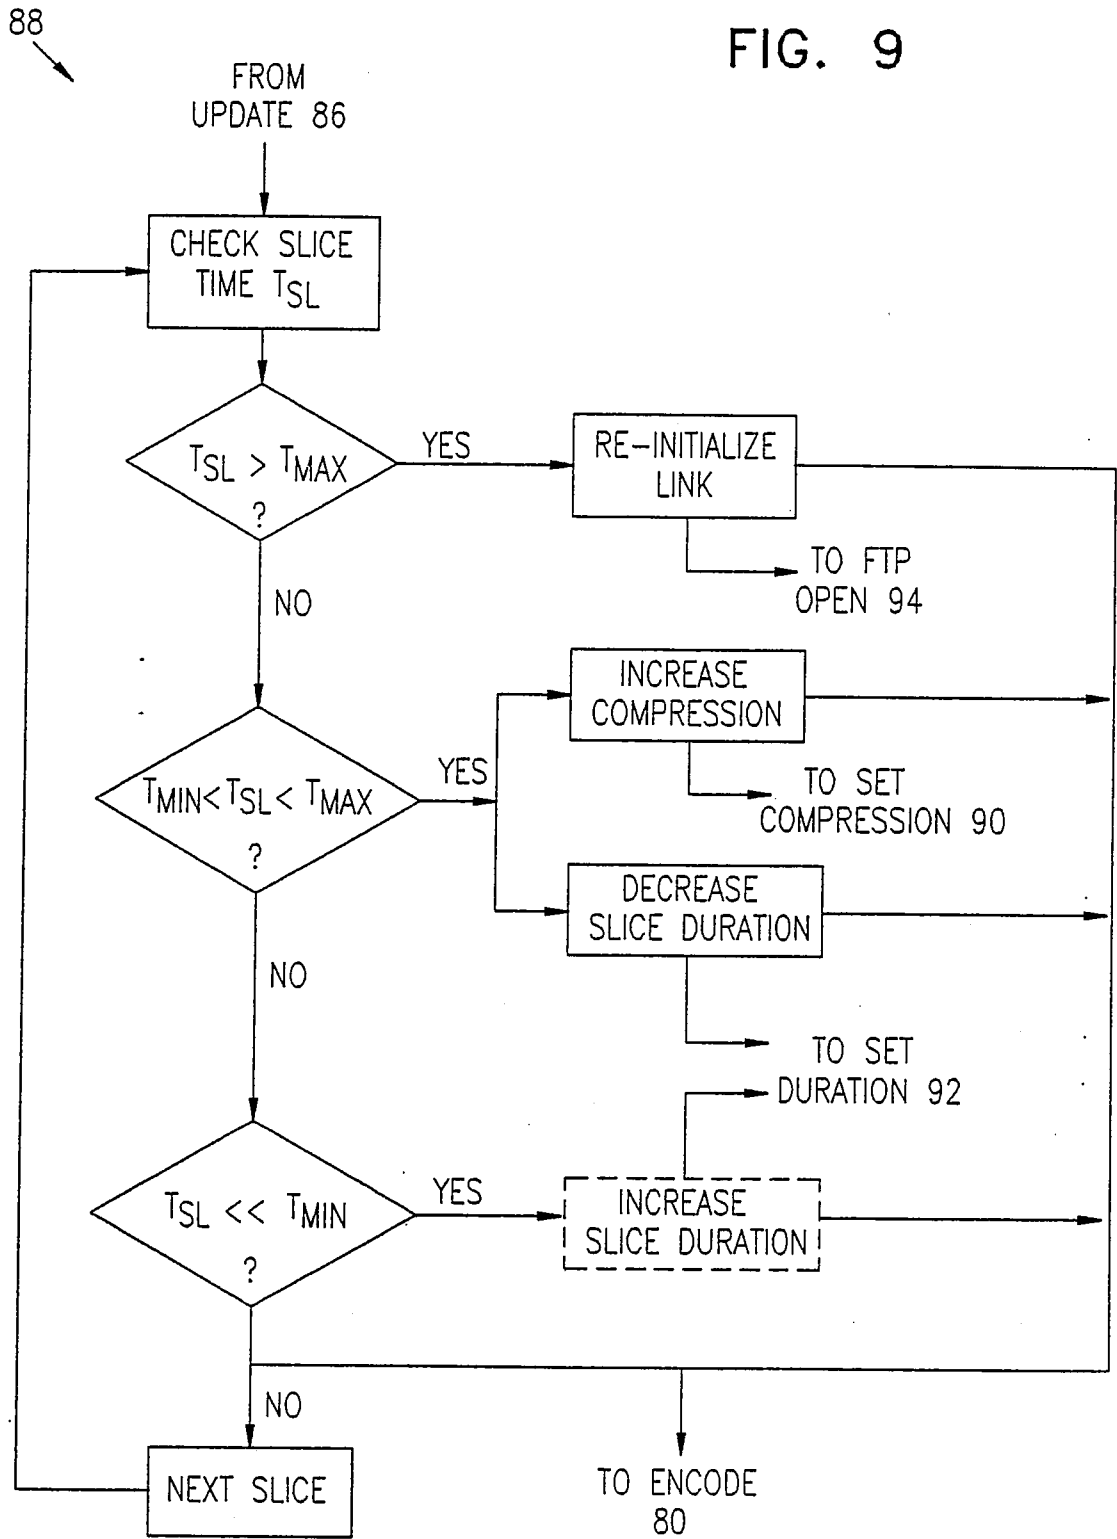 88
FIG. 9
FROM
UPDATE 86
CHECK SLICE
TIME TSL
TSL > TMAX
?
YES
RE-INITIALIZE
LINK
TO FTP
OPEN 94
NO
TMIN< TSL< TMAX
?
YES
INCREASE
COMPRESSION
TO SET
COMPRESSION 90
DECREASE
SLICE DURATION
NO
TO SET
DURATION 92
TSL << TMIN
?
YES
INCREASE
SLICE DURATION
NO
NEXT SLICE
TO ENCODE
80